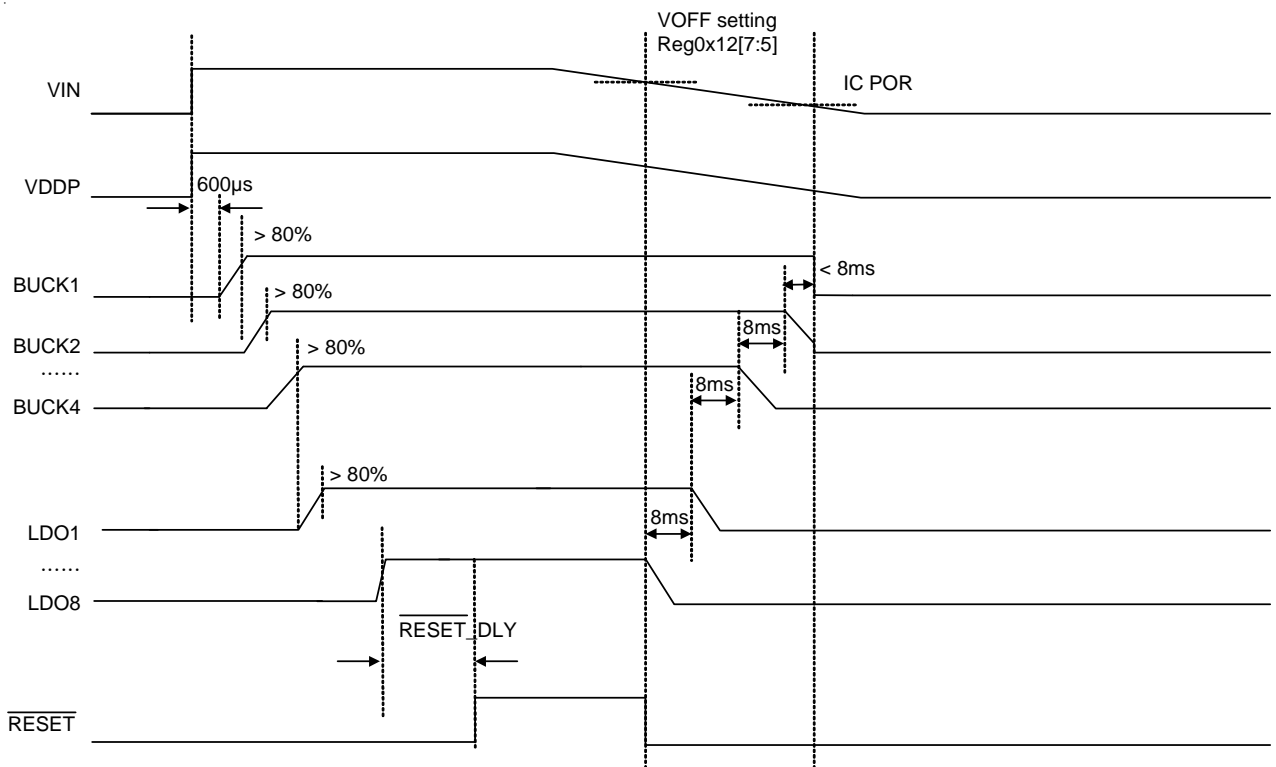 VOFF setting
Reg0x12[7:5]
VIN
IC POR
VDDP
600µs
> 80%
BUCK1
< 8ms
> 80%
BUCK2
8ms
> 80%
......
BUCK4
8ms
> 80%
LDO1
8ms
......
LDO8
RESET_DLY
RESET